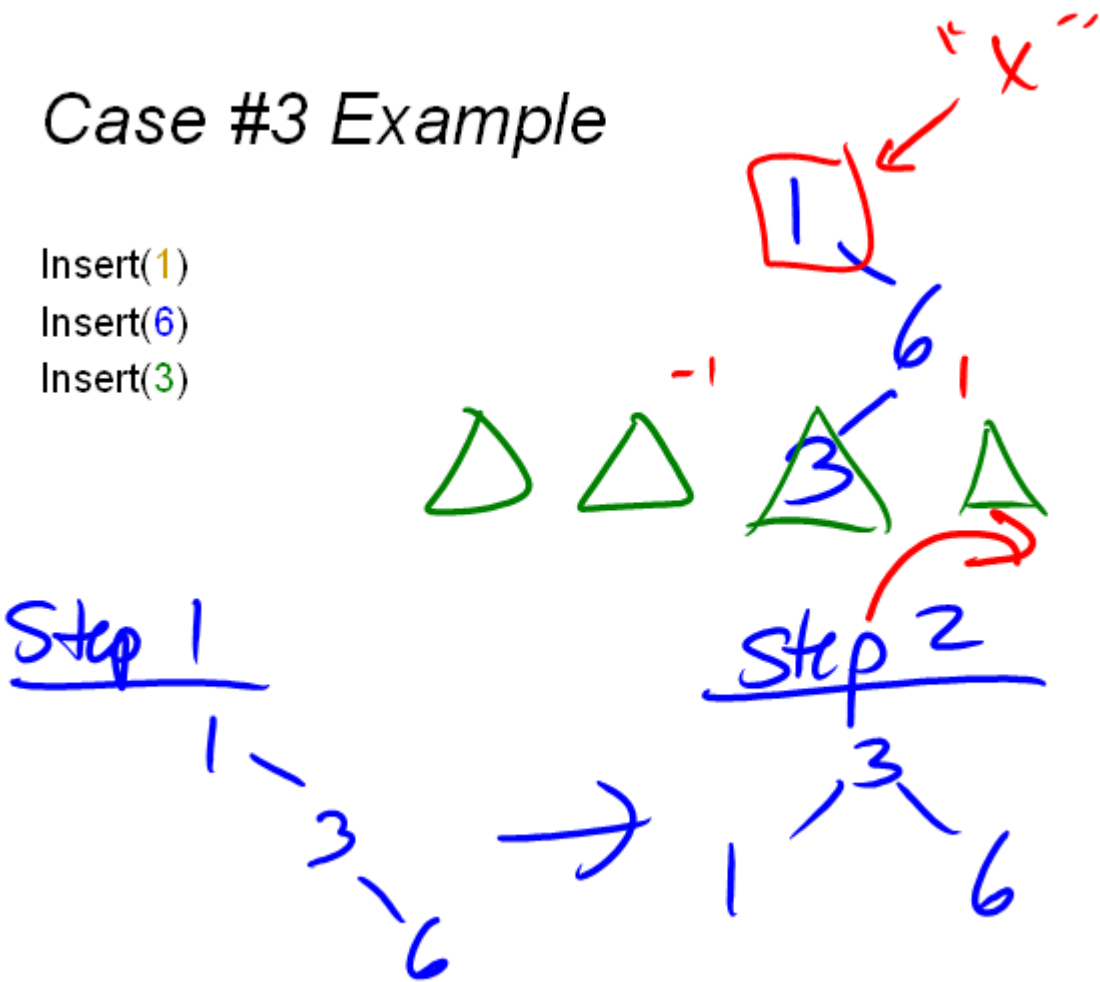 "x"
Case #3 Example
1
Insert(1)
Insert(6)
Insert(3)
6
-1
1
3
Step 1
Step 2
1
3
6
3
1
6